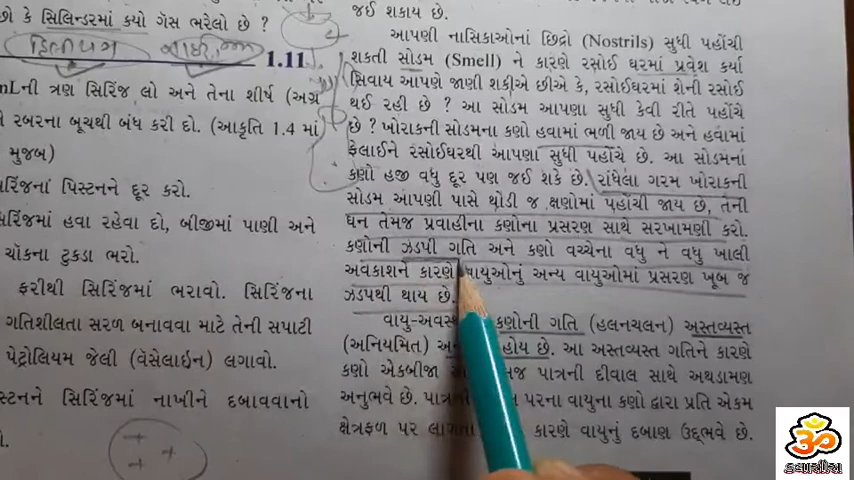 છો કે સિલિન્ડરમાં કયો ગૅસ ભરેલો છે ?
1.11
mLની ત્રણ સિરિંજ લો અને તેના શીર્ષ (અગ્ર
રબરના બૂચથી બંધ કરી દો. (આકૃતિ 1.4 માં
મુજબ)
પિસ્ટનને દૂર કરો.
હવા રહેવા દો, બીજીમાં પાણી અને
ચૉકના ટુકડા ભરો.
ફરીથી સિરિંજમાં ભરાવો. સિરિંજના
ગતિશીલતા સરળ બનાવવા માટે તેની સપાટી
પેટ્રોલિયમ જેલી (વૅસેલાઇન) લગાવો.
સિરિંજમાં નાખીને દબાવવાનો
જઈ શકાય છે.
આપણી નાસિકાઓનાં છિદ્રો (Nostrils) સુધી પહોંચી
શકતી સોડમ (Smell) ને કારણે રસોઈ ઘરમાં પ્રવેશ કર્યા
સિવાય આપણે જાણી શકીએ છીએ કે, રસોઈઘરમાં શેની રસોઈ
થઈ રહી છે ? આ સોડમ આપણા સુધી કેવી રીતે પહોંચે
છે ? ખોરાકની સોડમના કણો હવામાં ભળી જાય છે અને હવામાં
ફેલાઈને રસોઈઘરથી આપણા સુધી પહોંચે છે. આ સોડમનાં
કણો હજી વધુ દૂર પણ જઈ શકે છે. રાંધેલા ગરમ ખોરાકની
સોડમ આપણી પાસે થોડી જ ક્ષણોમાં પહોંચી જાય છે, તેની
ઘન તેમજ પ્રવાહીના કણોના પ્રસરણ સાથે સરખામણી કરો.
કણોની ઝડપી ગતિ અને કણો વચ્ચેના વધુ ને વધુ ખાલી
અવકાશને કારણે વાયુઓનું અન્ય વાયુઓમાં પ્રસરણ ખૂબ જ
ઝડપથી થાય છે.
કણોની ગતિ (હલનચલન) અસ્તવ્યસ્ત
(અનિયમિત) હોય છે. આ અસ્તવ્યસ્ત ગતિને કારણે
કણો એકબીજા પાત્રની દીવાલ સાથે અથડામણ
અનુભવે છે. પરના વાયુના કણો દ્વારા પ્રતિ એકમ
ક્ષેત્રફળ પર કારણે વાયુનું દબાણ ઉદ્દભવે છે.
ૐ